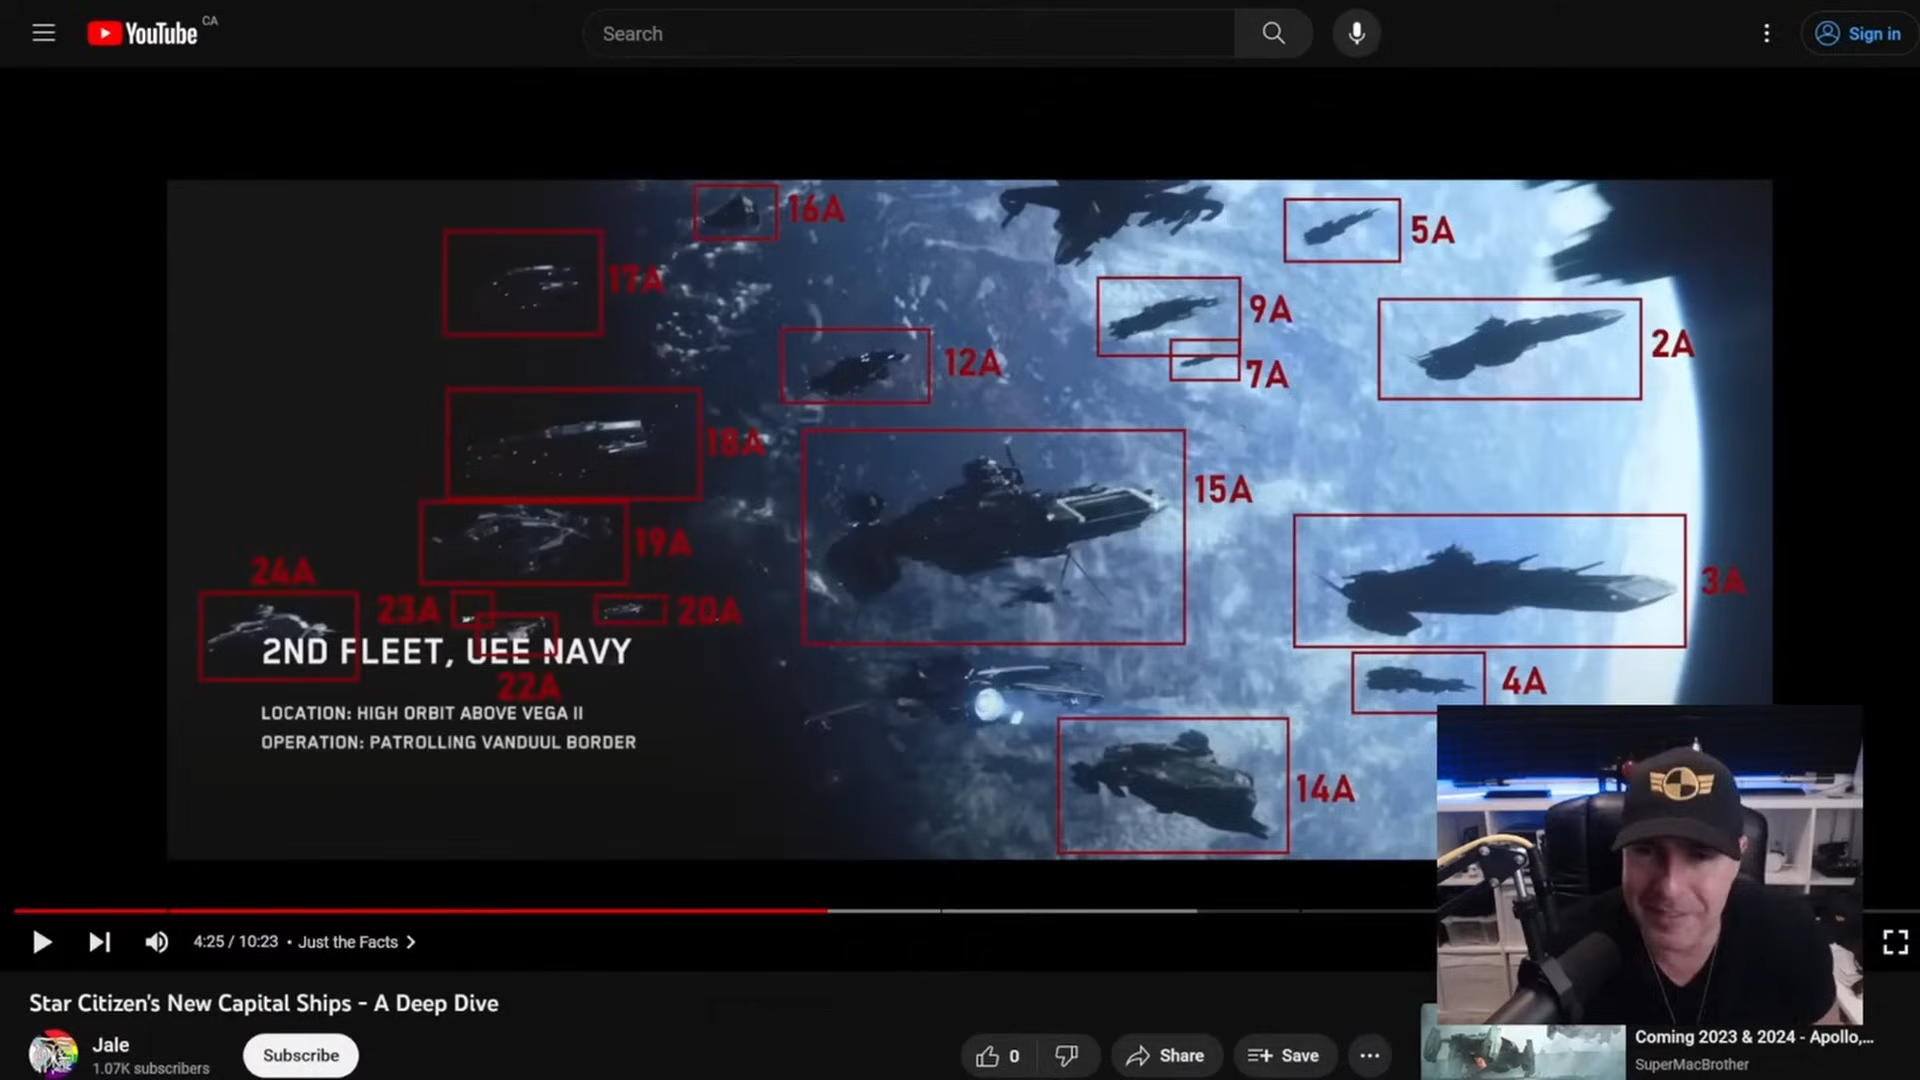 YouTube CA
Search
Sign in
16A
5A
17A
9A
2A
12A
7A
18A
15A
19A
24A
3A
23A
20A
2ND FLEET, UEE NAVY
22A
4A
LOCATION: HIGH ORBIT ABOVE VEGA II
OPERATION: PATROLLING VANDUUL BORDER
14A
4:25 / 10:23 • Just the Facts
Star Citizen's New Capital Ships - A Deep Dive
Jale
1.07K subscribers
Subscribe
0
Share
Save
Coming 2023 & 2024 - Apollo,...
SuperMacBrother